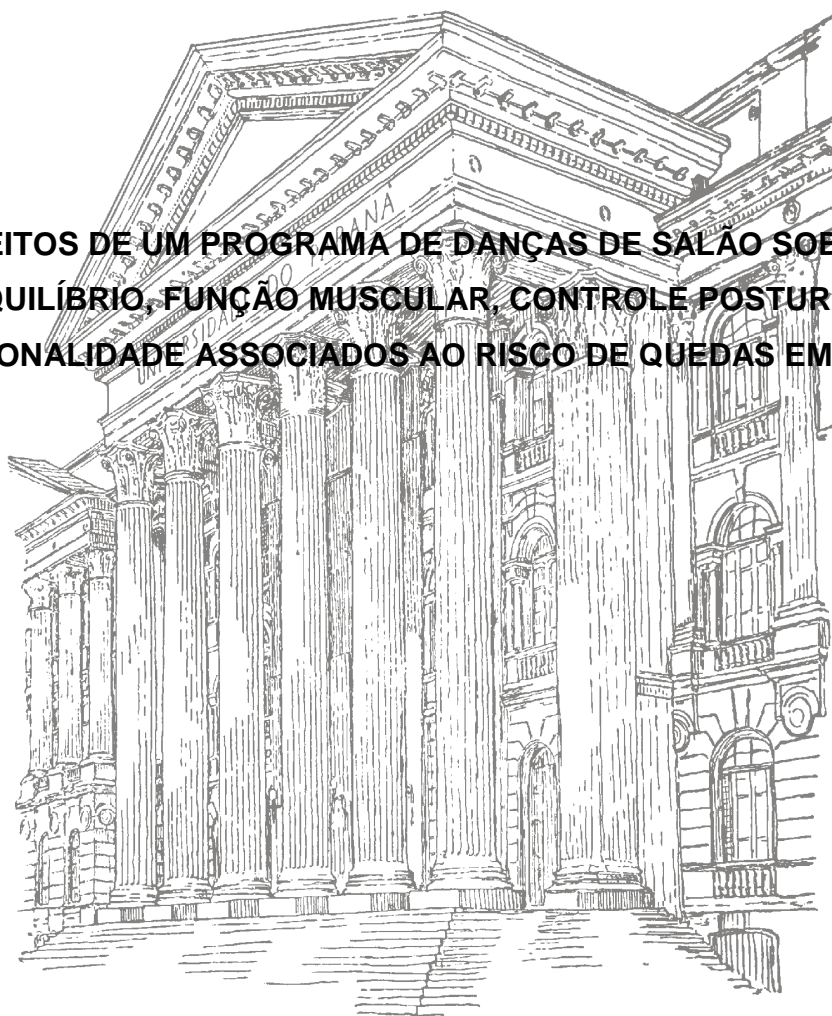 EITOS DE UM PROGRAMA DE DANÇAS DE SALÃO SOB
QUILÍBRIO, FUNÇÃO MUSCULAR, CONTROLE POSTUR
ONALIDADE ASSOCIADOS AO RISCO DE QUEDAS EM